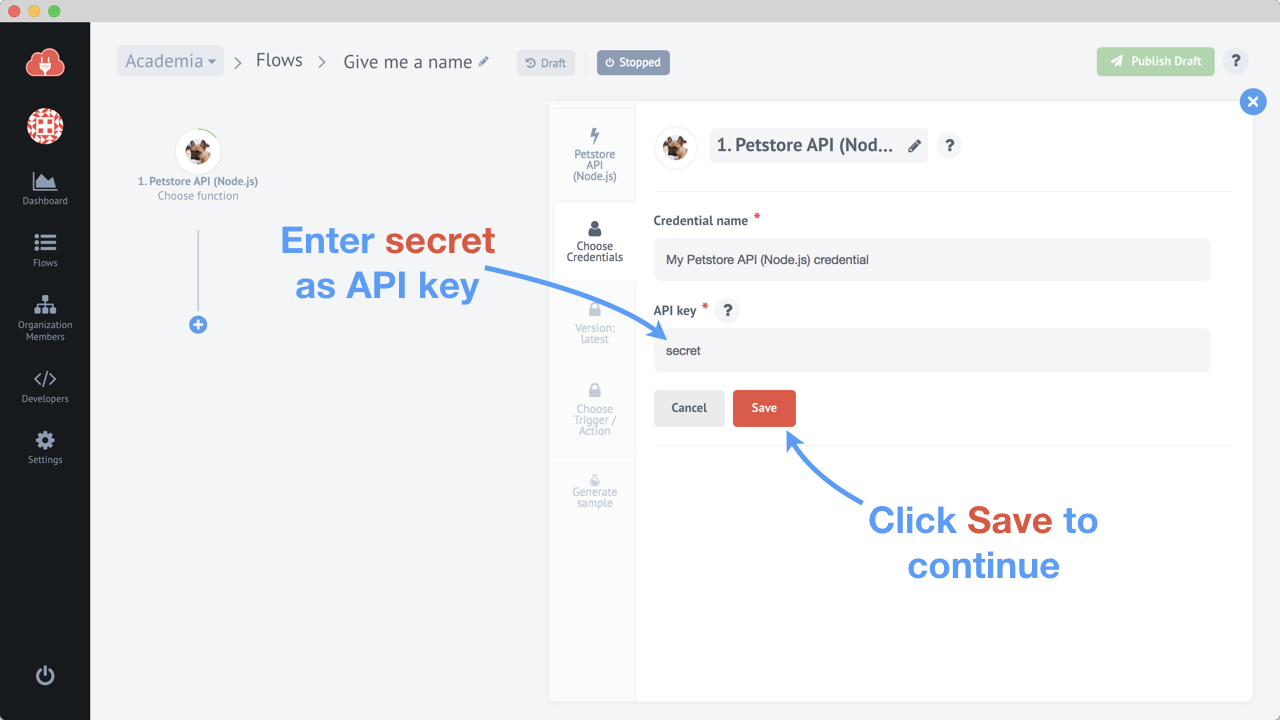 Academia
Flows
Give me a name
Draft
Stopped
Publish Draft
?
Dashboard
Flows
Organization
Members
Developers
Settings
1. Petstore API (Node.js)
Choose function
Enter secret
as API key
Petstore
API
(Node.js)
Choose
Credentials
Version:
latest
Choose
Trigger /
Action
Generate
sample
1. Petstore API (Nod...
?
Credential name *
My Petstore API (Node.js) credential
API key * ?
secret
Cancel
Save
Click Save to
continue